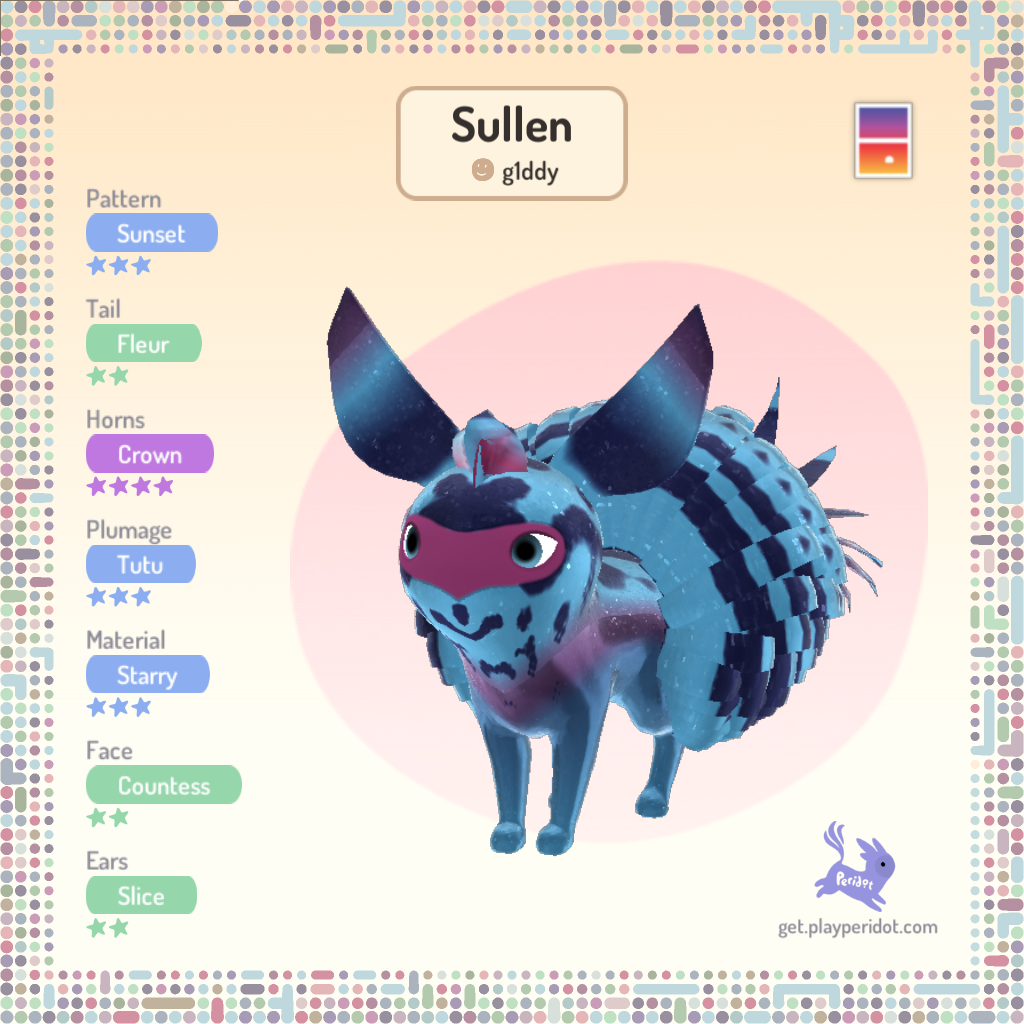 Sullen
g1ddy
Pattern
Sunset
Tail
Fleur
Horns
Crown
Plumage
Tutu
Material
Starry
Face
Countess
Ears
Slice
Peridot
get.playperidot.com